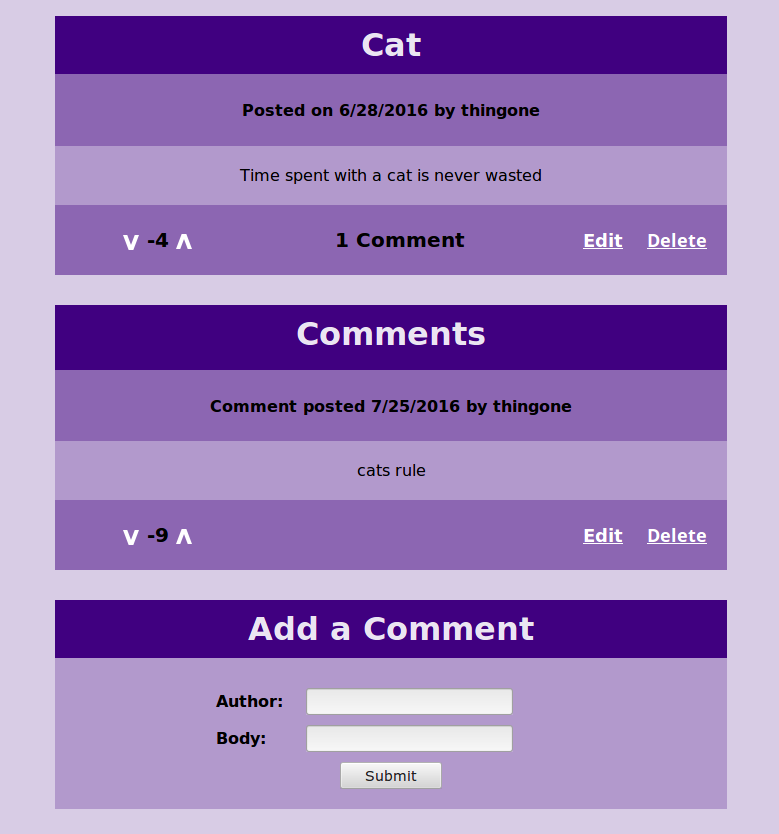 Cat
Posted on 6/28/2016 by thingone
Time spent with a cat is never wasted
v -4 ʌ 1 Comment Edit Delete
Comments
Comment posted 7/25/2016 by thingone
cats rule
v -9 ʌ Edit Delete
Add a Comment
Author:
Body:
Submit